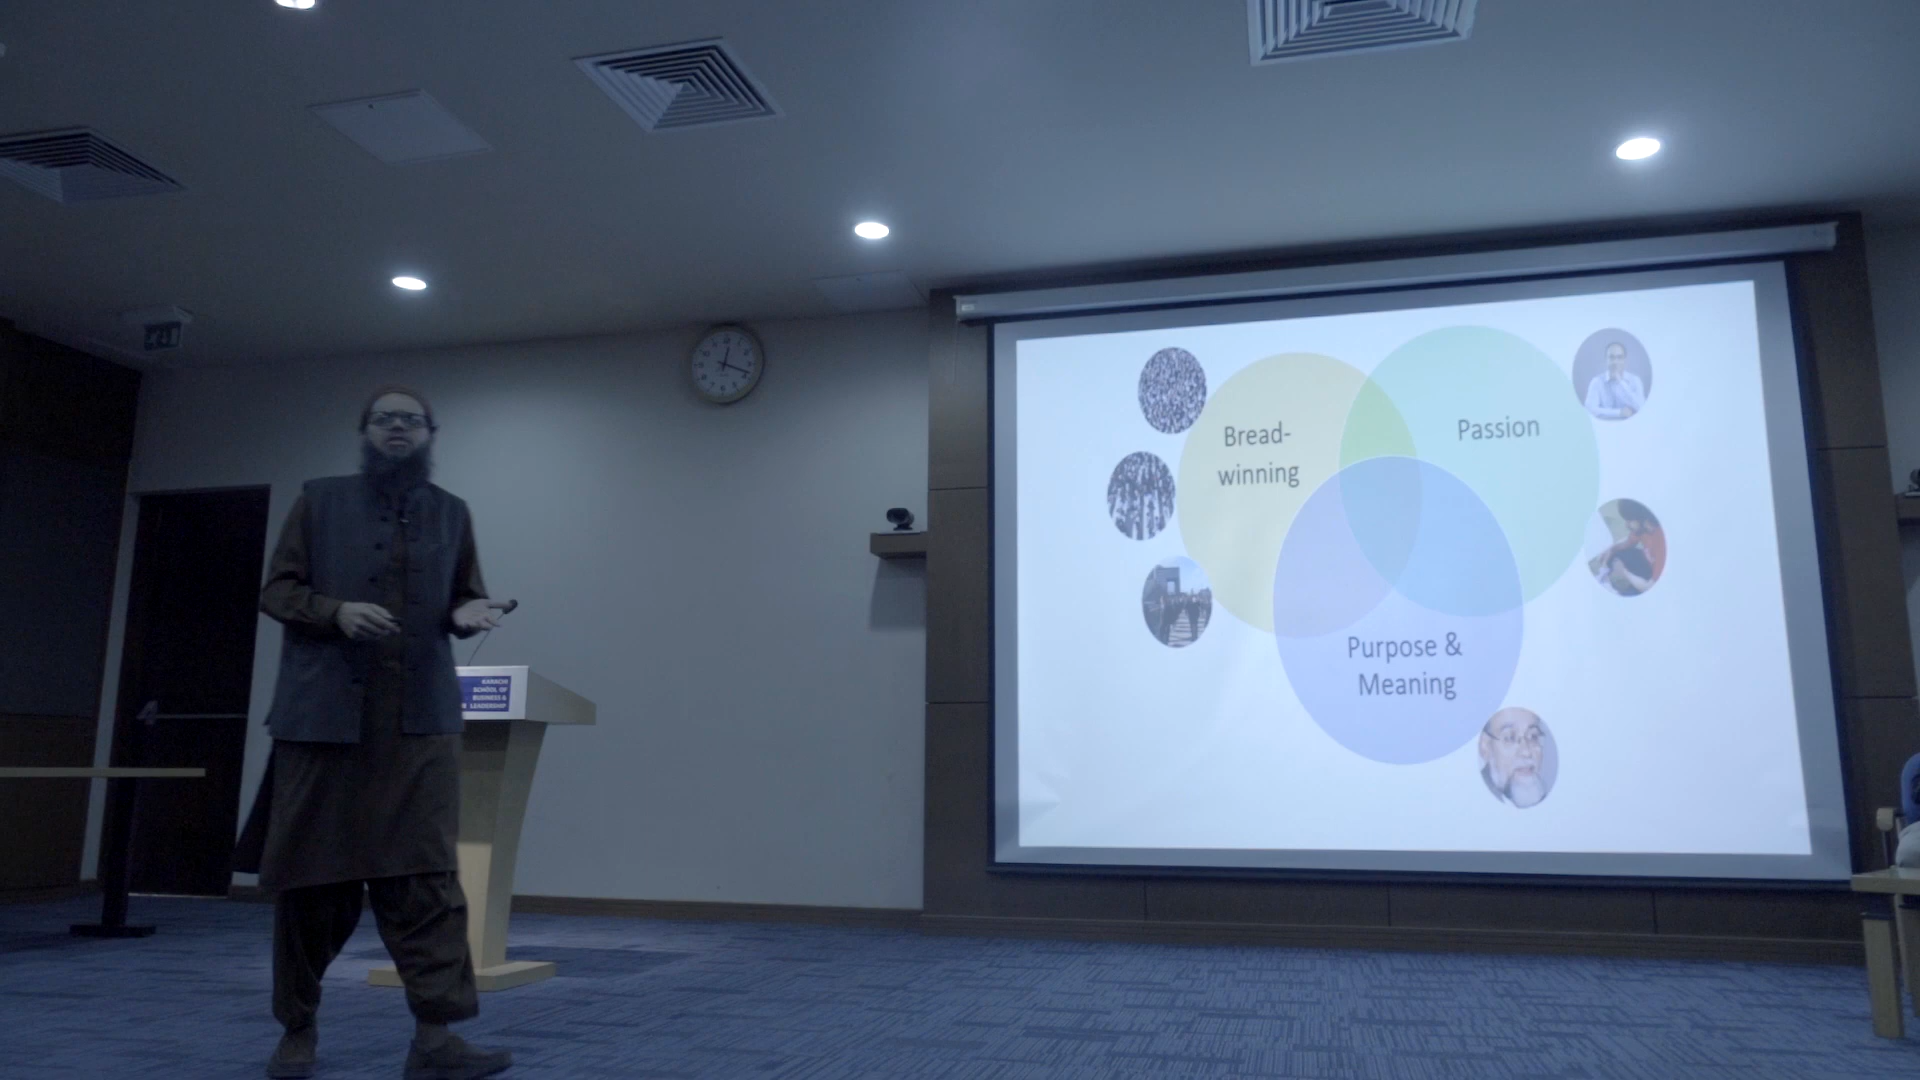 Bread-
winning
Passion
Purpose &
Meaning
KARACHI
SCHOOL OF
BUSINESS &
LEADERSHIP